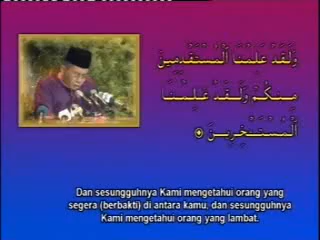 وَلَقَدْ عَلِمْنَا الْمُسْتَقْدِمِينَ
مِنكُمْ وَلَقَدْ عَلِمْنَا
الْمُسْتَـْٔخِرِينَ
Dan sesungguhnya Kami mengetahui orang yang
segera (berbakti) di antara kamu, dan sesungguhnya
Kami mengetahui orang yang lambat.